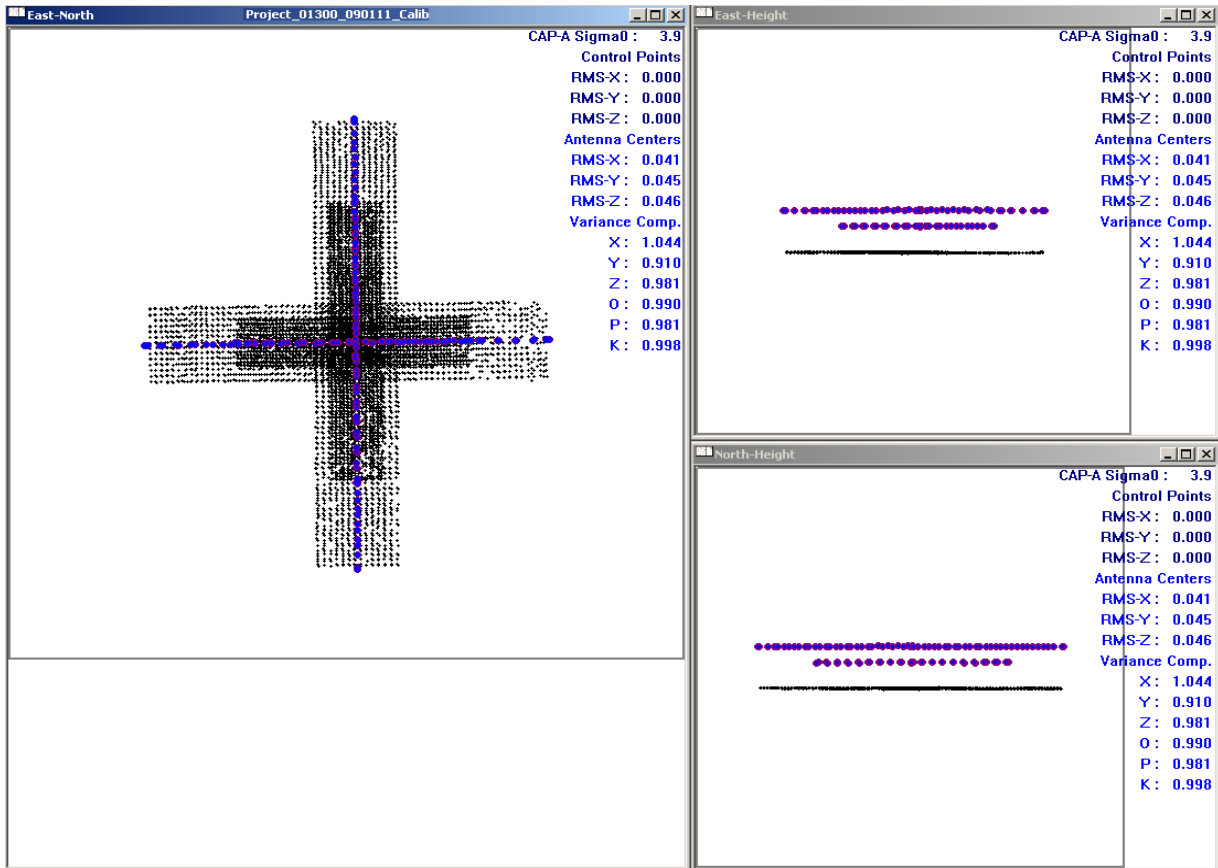 East-North Project_01300_090111_Calib
CAP-A Sigma0 : 3.9
Control Points
RMS-X : 0.000
RMS-Y : 0.000
RMS-Z : 0.000
Antenna Centers
RMS-X : 0.041
RMS-Y : 0.045
RMS-Z : 0.046
Variance Comp.
X : 1.044
Y : 0.910
Z : 0.981
O : 0.990
P : 0.981
K : 0.998
East-Height
CAP-A Sigma0 : 3.9
Control Points
RMS-X : 0.000
RMS-Y : 0.000
RMS-Z : 0.000
Antenna Centers
RMS-X : 0.041
RMS-Y : 0.045
RMS-Z : 0.046
Variance Comp.
X : 1.044
Y : 0.910
Z : 0.981
O : 0.990
P : 0.981
K : 0.998
North-Height
CAP-A Sigma0 : 3.9
Control Points
RMS-X : 0.000
RMS-Y : 0.000
RMS-Z : 0.000
Antenna Centers
RMS-X : 0.041
RMS-Y : 0.045
RMS-Z : 0.046
Variance Comp.
X : 1.044
Y : 0.910
Z : 0.981
O : 0.990
P : 0.981
K : 0.998